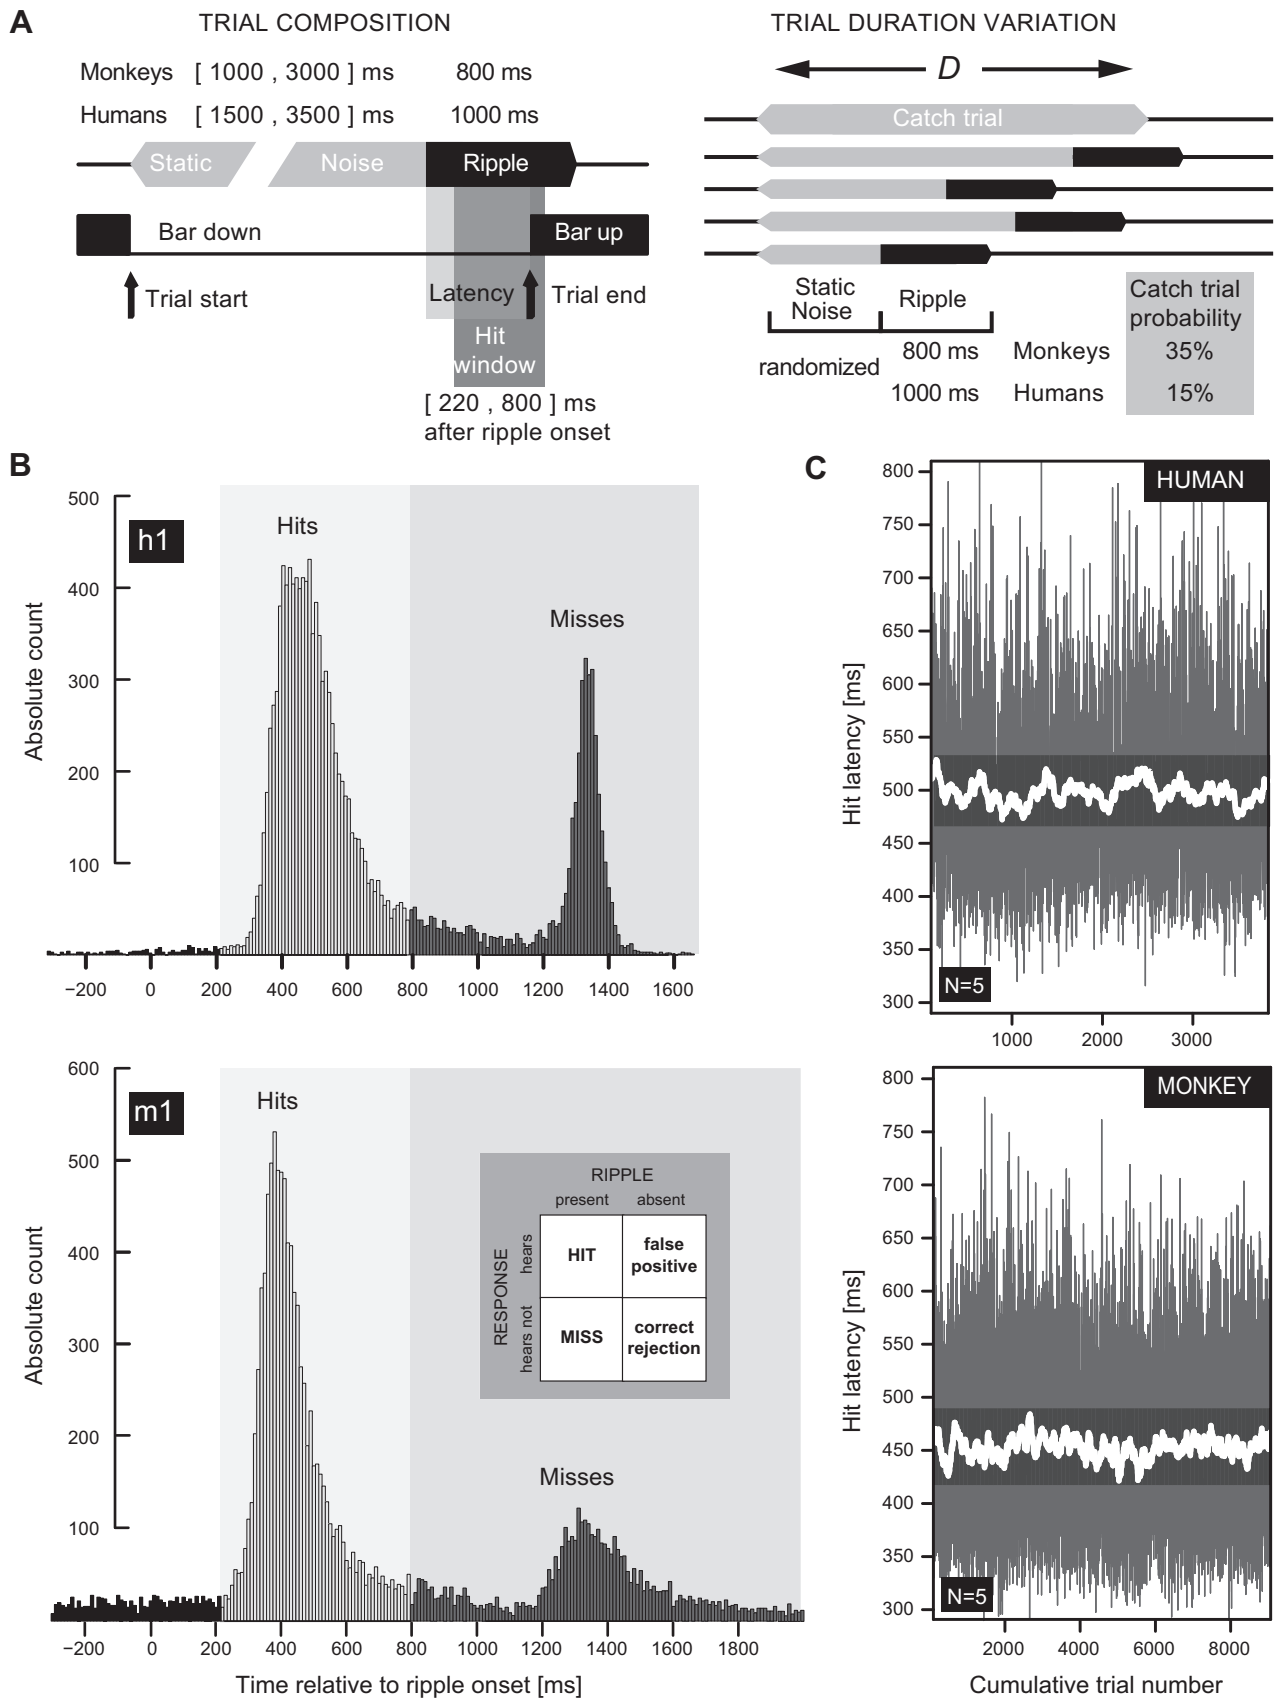 A
TRIAL COMPOSITION
Monkeys [ 1000 , 3000 ] ms 800 ms
Humans [ 1500 , 3500 ] ms 1000 ms
Static Noise Ripple
Bar down Bar up
Trial start Latency Trial end
Hit
window
[ 220 , 800 ] ms
after ripple onset
TRIAL DURATION VARIATION
D
Catch trial
Static
Noise
Ripple
Catch trial
probability
randomized
800 ms Monkeys 35%
1000 ms Humans 15%
B
h1
Hits
Misses
Absolute count
500
400
300
200
100
−200 0 200 400 600 800 1000 1200 1400 1600
m1
Hits
Misses
Absolute count
600
500
400
300
200
100
RIPPLE
present absent
RESPONSE
hears
hears not
HIT
false
positive
MISS
correct
rejection
−200 0 200 400 600 800 1000 1200 1400 1600 1800
Time relative to ripple onset [ms]
C
HUMAN
Hit latency [ms]
800
750
700
650
600
550
500
450
400
350
300
N=5
1000 2000 3000
MONKEY
Hit latency [ms]
800
750
700
650
600
550
500
450
400
350
300
N=5
2000 4000 6000 8000
Cumulative trial number